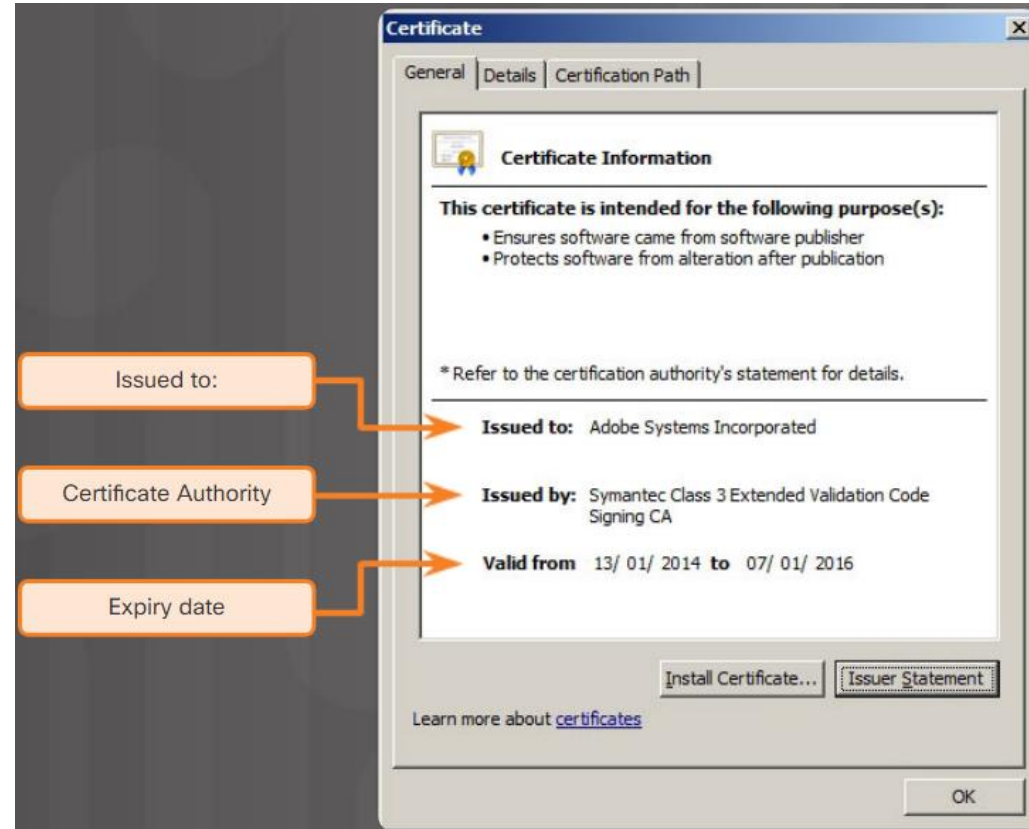 Certificate
General
Details
Certification Path
Certificate Information
This certificate is intended for the following purpose(s):
• Ensures software came from software publisher
• Protects software from alteration after publication
* Refer to the certification authority's statement for details.
Issued to:
Issued to: Adobe Systems Incorporated
Certificate Authority
Issued by: Symantec Class 3 Extended Validation Code
Signing CA
Expiry date
Valid from 13/ 01/ 2014 to 07/ 01/ 2016
Install Certificate...
Issuer Statement
Learn more about certificates
OK